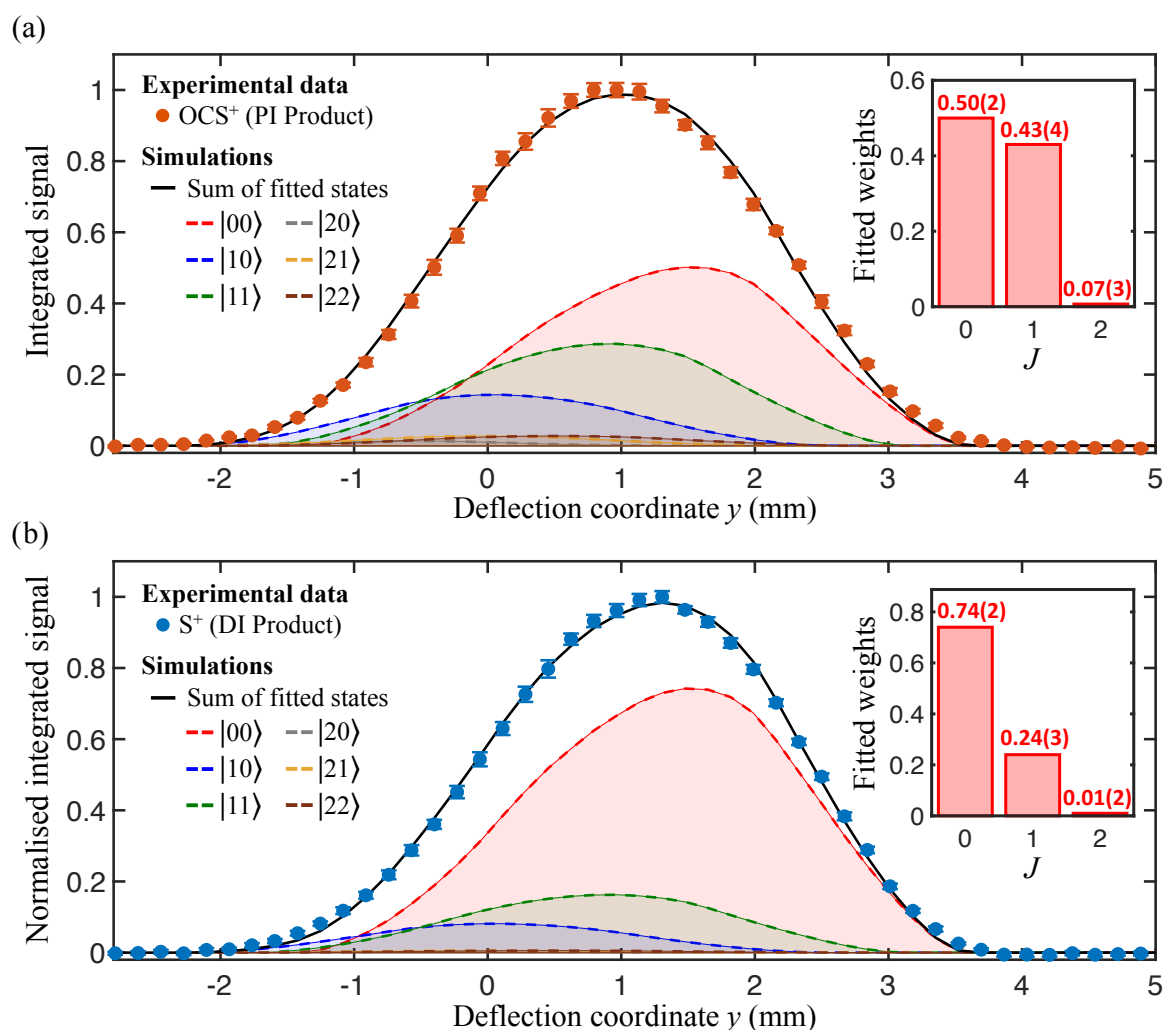 (a)
Experimental data
OCS⁺ (PI Product)
Simulations
Sum of fitted states
|00⟩ |20⟩
|10⟩ |21⟩
|11⟩ |22⟩
Integrated signal
1
0.8
0.6
0.4
0.2
0
-2 -1 0 1 2 3 4 5
Deflection coordinate y (mm)
Fitted weights
0.6
0.4
0.2
0
0.50(2)
0.43(4)
0.07(3)
0 1 2
J
(b)
Experimental data
S⁺ (DI Product)
Simulations
Sum of fitted states
|00⟩ |20⟩
|10⟩ |21⟩
|11⟩ |22⟩
Normalised integrated signal
1
0.8
0.6
0.4
0.2
0
-2 -1 0 1 2 3 4 5
Deflection coordinate y (mm)
Fitted weights
0.8
0.6
0.4
0.2
0
0.74(2)
0.24(3)
0.01(2)
0 1 2
J